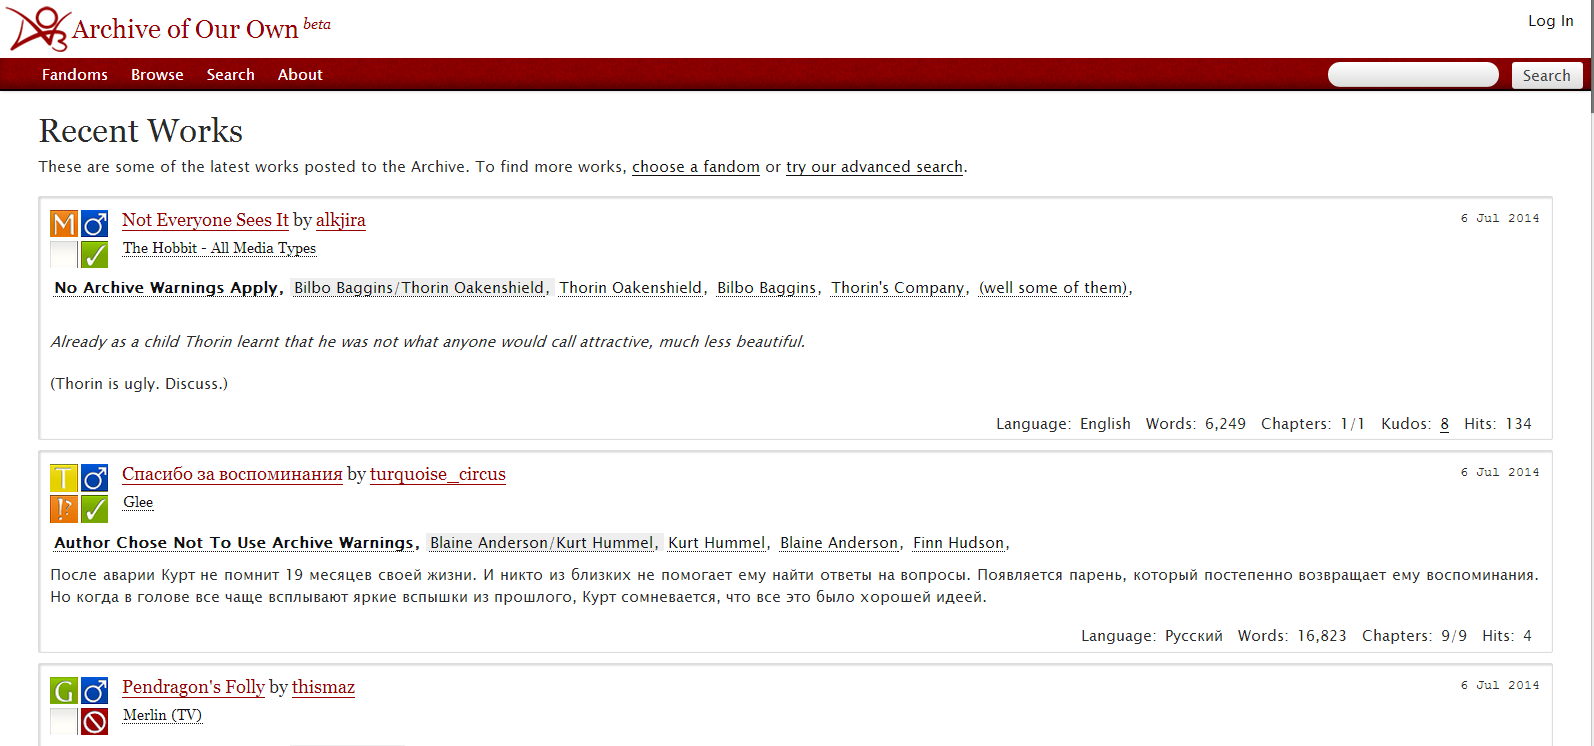 Archive of Our Own beta
Log In
Fandoms Browse Search About
Search
Recent Works
These are some of the latest works posted to the Archive. To find more works, choose a fandom or try our advanced search.
M
Not Everyone Sees It by alkjira
6 Jul 2014
The Hobbit - All Media Types
No Archive Warnings Apply, Bilbo Baggins/Thorin Oakenshield, Thorin Oakenshield, Bilbo Baggins, Thorin's Company, (well some of them),
Already as a child Thorin learnt that he was not what anyone would call attractive, much less beautiful.
(Thorin is ugly. Discuss.)
Language: English Words: 6,249 Chapters: 1/1 Kudos: 8 Hits: 134
T
Спасибо за воспоминания by turquoise_circus
6 Jul 2014
!?
Glee
Author Chose Not To Use Archive Warnings, Blaine Anderson/Kurt Hummel, Kurt Hummel, Blaine Anderson, Finn Hudson,
После аварии Курт не помнит 19 месяцев своей жизни. И никто из близких не помогает ему найти ответы на вопросы. Появляется парень, который постепенно возвращает ему воспоминания.
Но когда в голове все чаще всплывают яркие вспышки из прошлого, Курт сомневается, что все это было хорошей идеей.
Language: Русский Words: 16,823 Chapters: 9/9 Hits: 4
G
Pendragon's Folly by thismaz
6 Jul 2014
Merlin (TV)